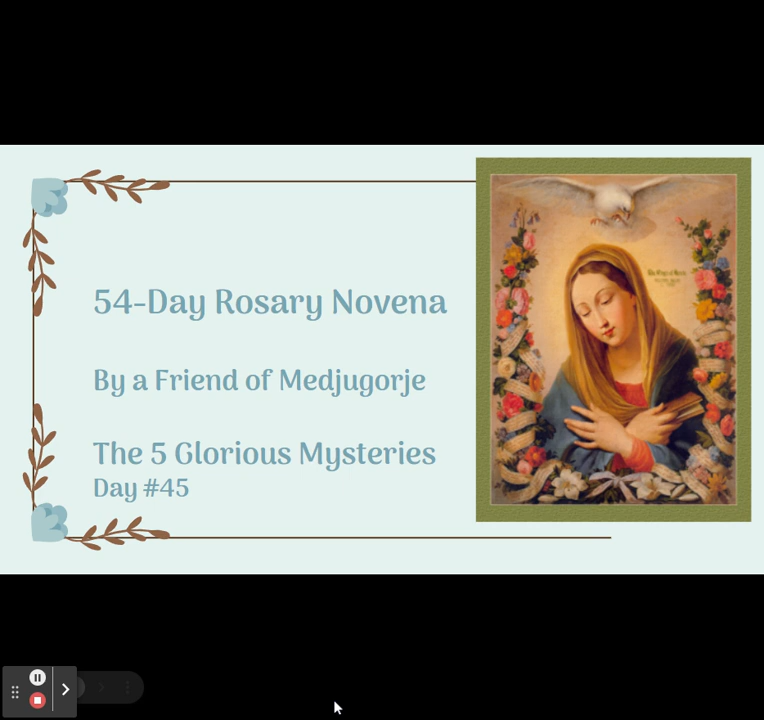 54-Day Rosary Novena
By a Friend of Medjugorje
The 5 Glorious Mysteries
Day #45